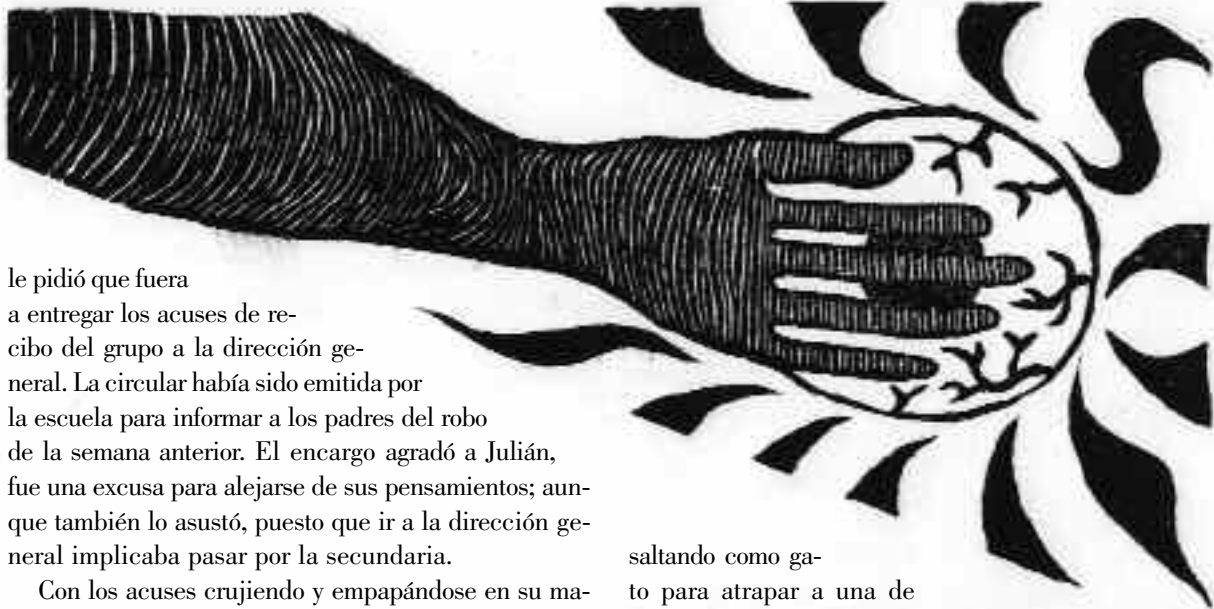 le pidió que fuera
a entregar los acuses de re-
cibo del grupo a la dirección ge-
neral. La circular había sido emitida por
la escuela para informar a los padres del robo
de la semana anterior. El encargo agradó a Julián,
fue una excusa para alejarse de sus pensamientos; aun-
que también lo asustó, puesto que ir a la dirección ge-
neral implicaba pasar por la secundaria.
Con los acuses crujiendo y empapándose en su ma-
saltando como ga-
to para atrapar a una de